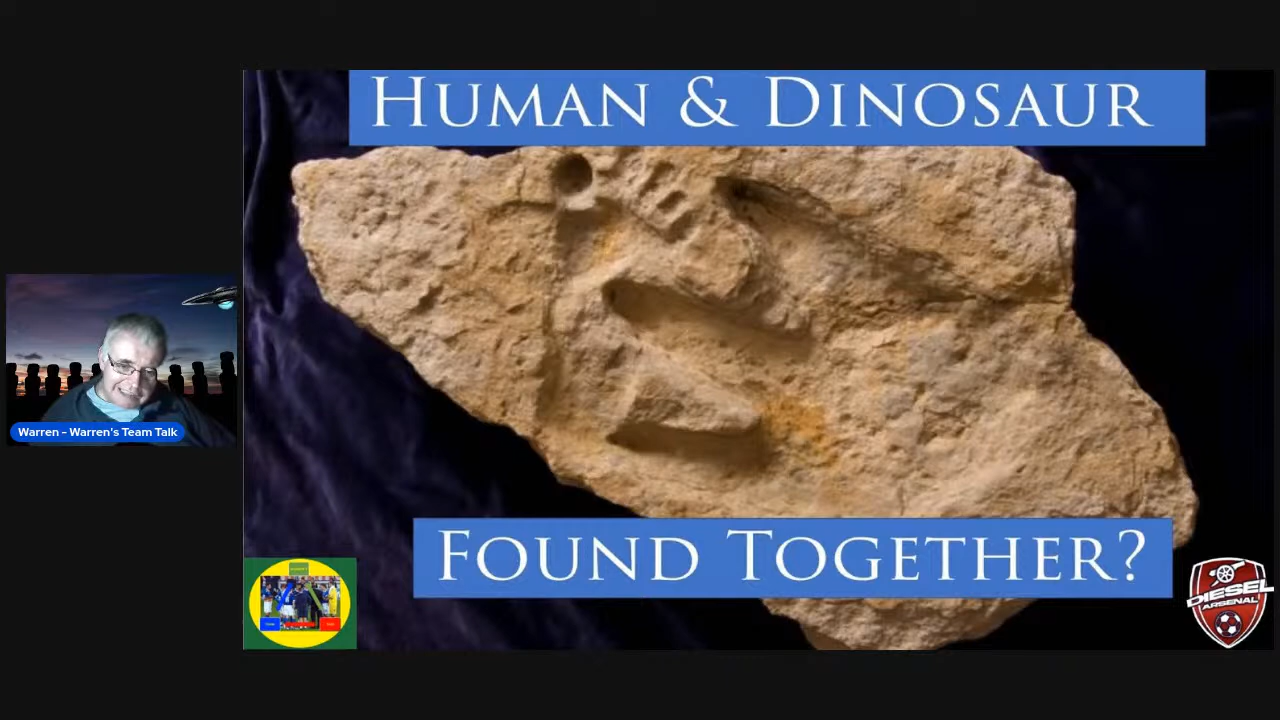 HUMAN & DINOSAUR
Warren – Warren's Team Talk
FOUND TOGETHER?
DIESEL
ARSENAL